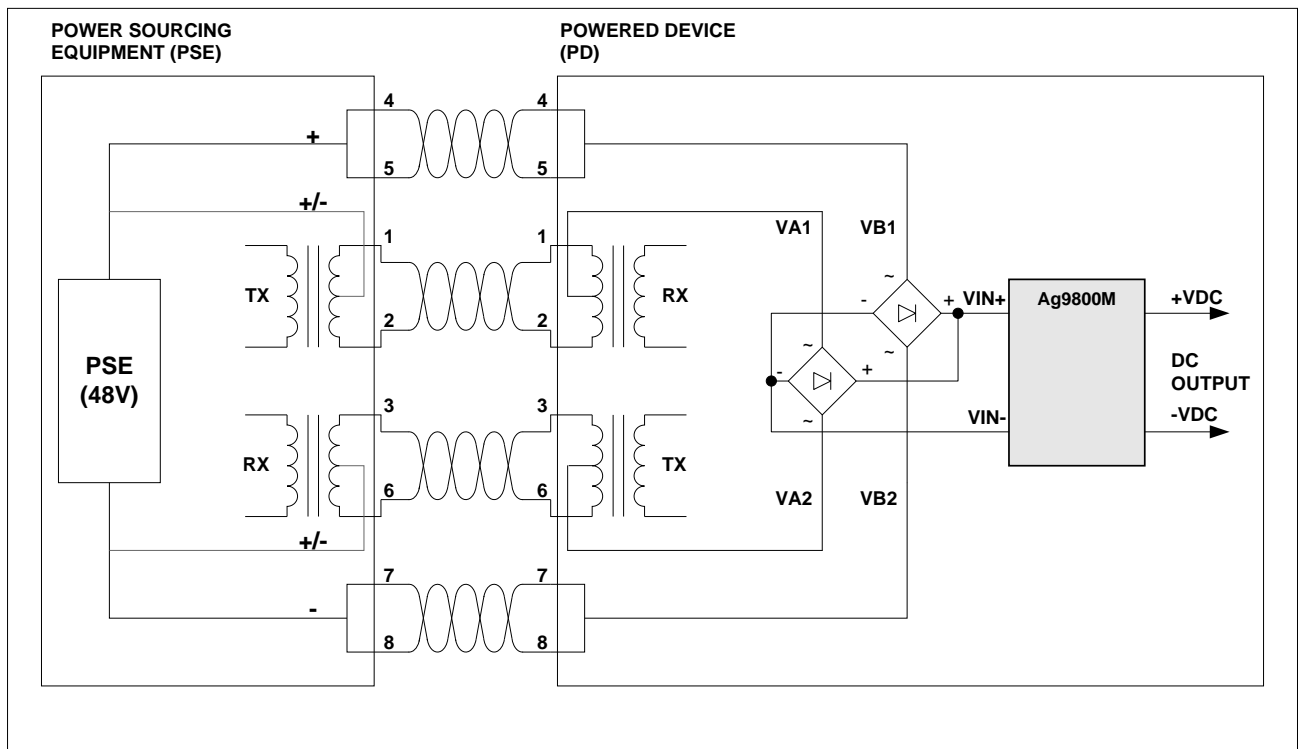 POWER SOURCING
EQUIPMENT (PSE)
POWERED DEVICE
(PD)
4
4
+
5
5
+/-
1
1
VA1
VB1
TX
RX
~
-
+
VIN+
Ag9800M
+VDC
2
2
~
~
PSE
(48V)
-
+
DC
OUTPUT
3
3
~
VIN-
-VDC
RX
TX
6
6
VA2
VB2
+/-
7
7
-
8
8